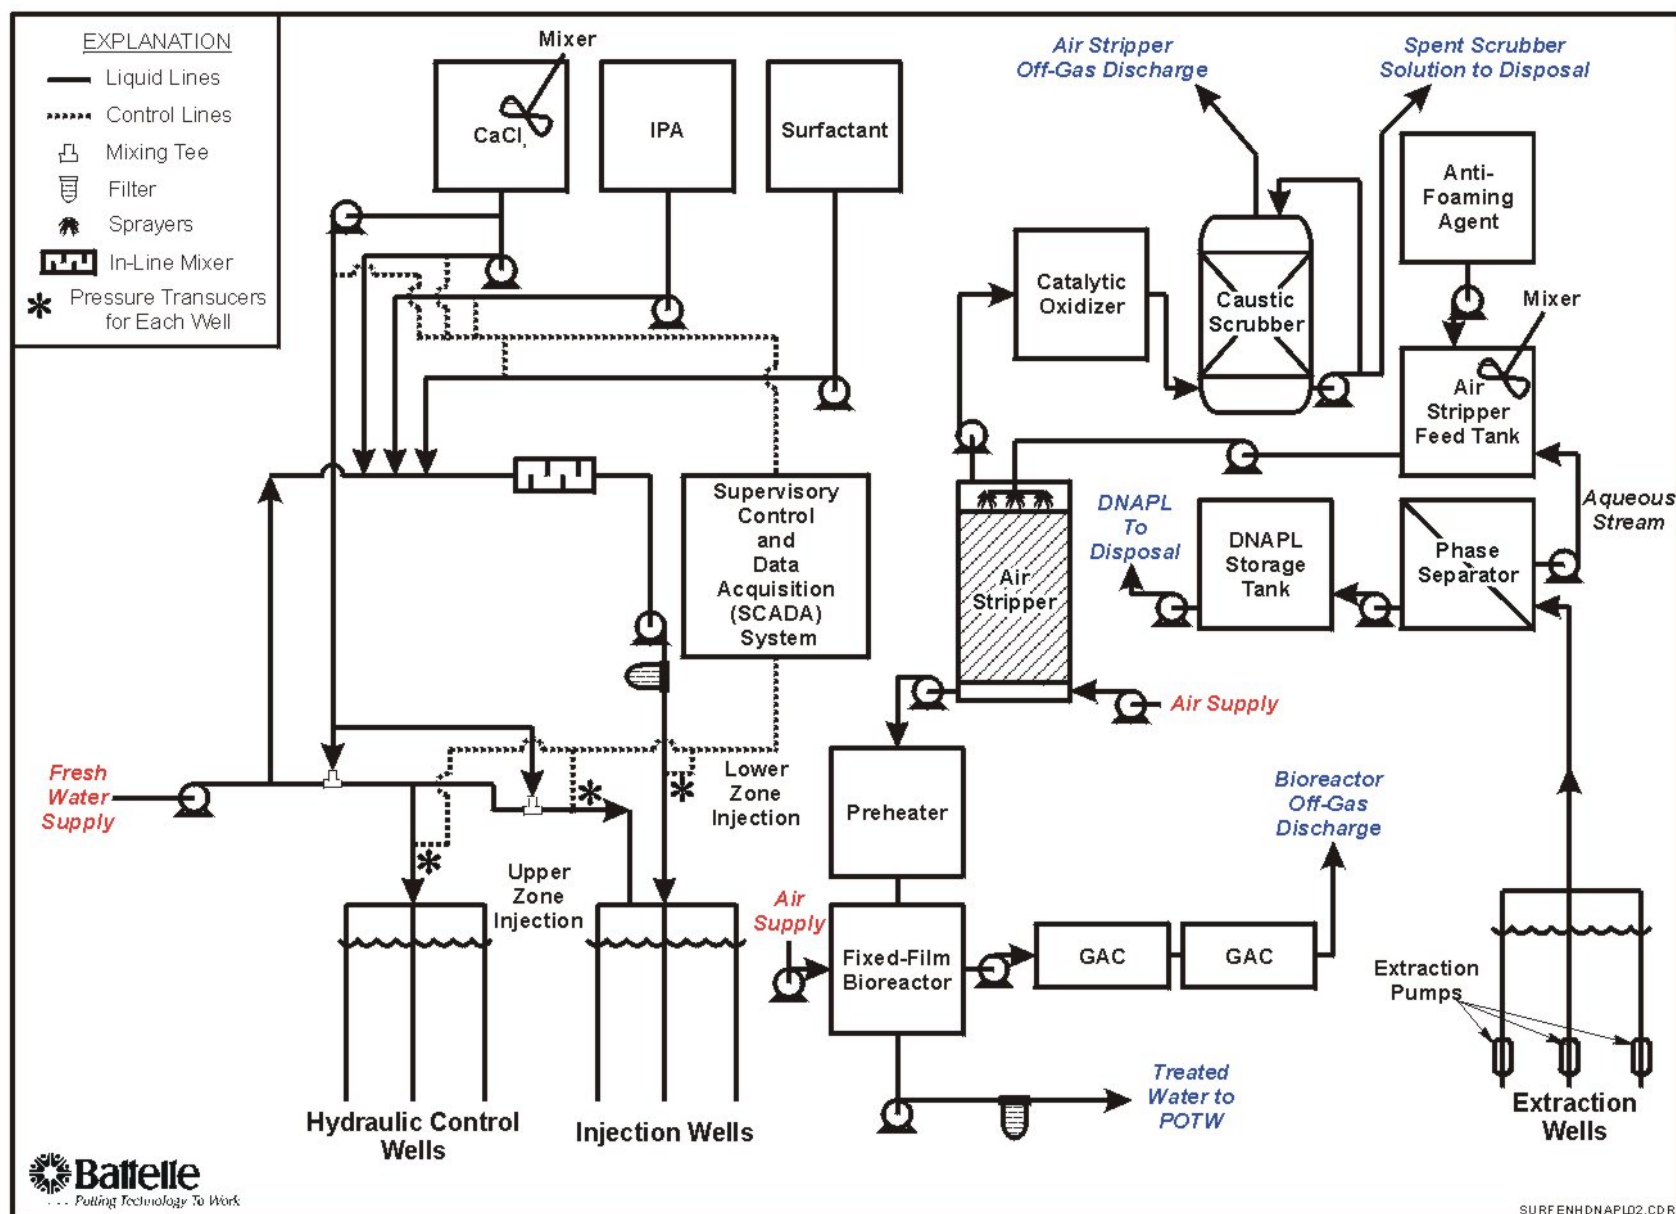 EXPLANATION
Liquid Lines
Control Lines
Mixing Tee
Filter
Sprayers
In-Line Mixer
Pressure Transucers
for Each Well
Mixer
CaCl,
IPA
Surfactant
Air Stripper
Off-Gas Discharge
Spent Scrubber
Solution to Disposal
Anti-
Foaming
Agent
Catalytic
Oxidizer
Caustic
Scrubber
Mixer
Air
Stripper
Feed Tank
Supervisory
Control
and
Data
Acquisition
(SCADA)
System
DNAPL
To
Disposal
DNAPL
Storage
Tank
Phase
Separator
Aqueous
Stream
Air
Stripper
Air Supply
Fresh
Water
Supply
Lower
Zone
Injection
Preheater
Bioreactor
Off-Gas
Discharge
Upper
Zone
Injection
Air
Supply
Fixed-Film
Bioreactor
GAC
GAC
Extraction
Pumps
Treated
Water to
POTW
Hydraulic Control
Wells
Injection Wells
Extraction
Wells
Battelle
. . . Putting Technology To Work
SURFENHDNAPL02.CDR